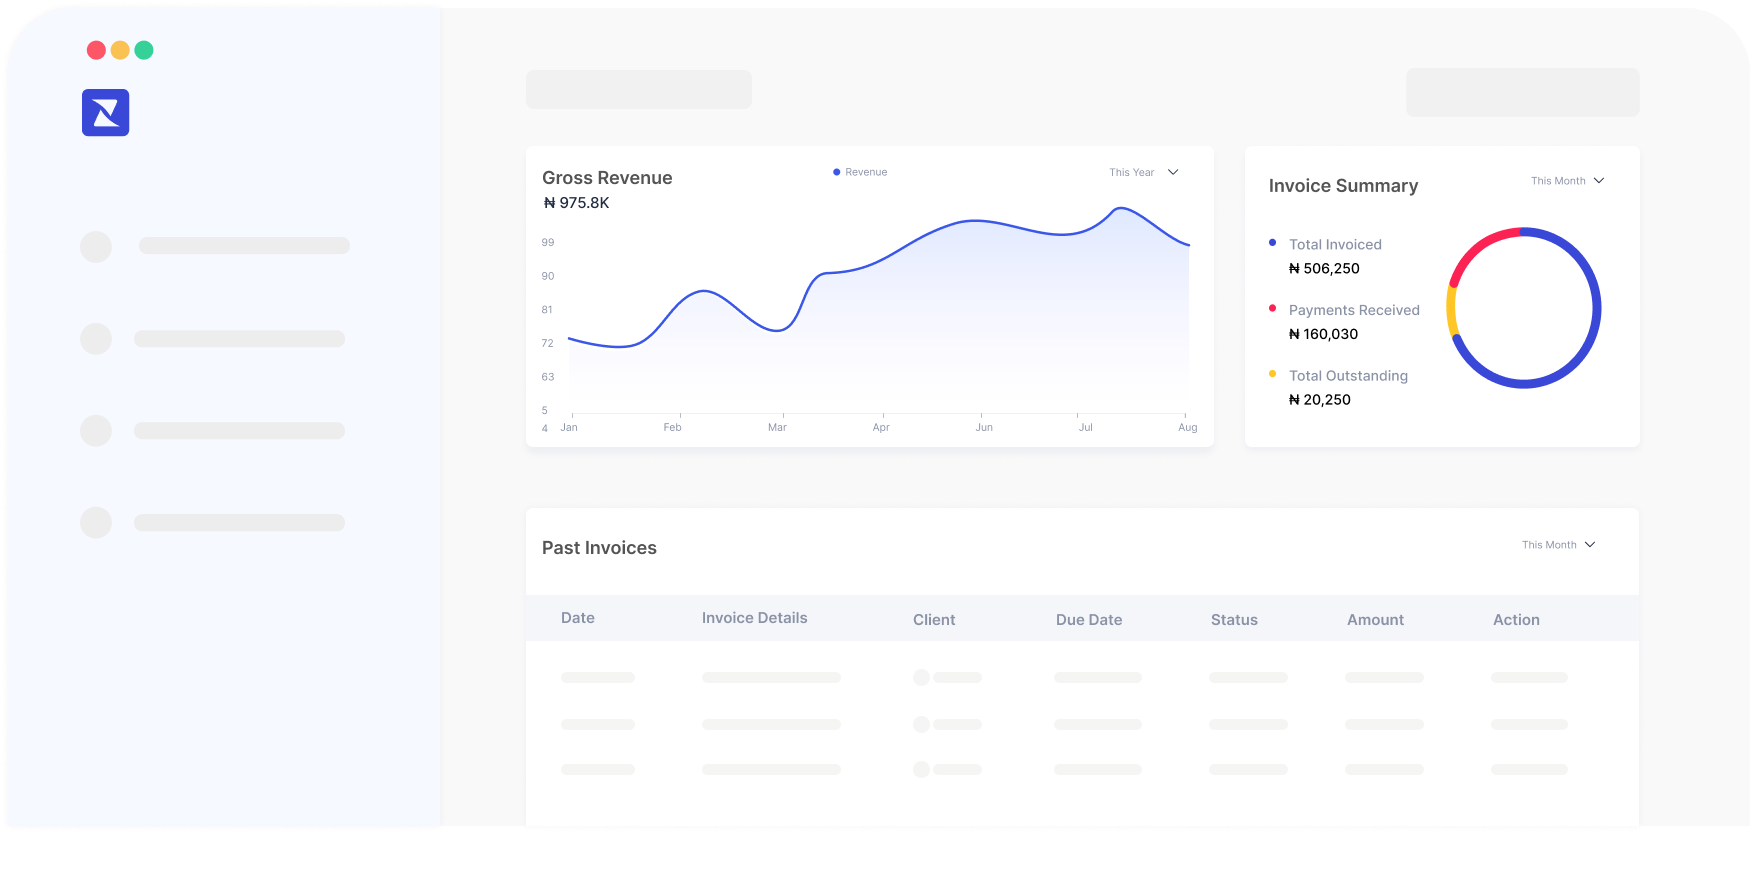 Gross Revenue
Revenue
This Year
₦ 975.8K
99
90
81
72
63
5
4
Jan
Feb
Mar
Apr
Jun
Jul
Aug
Invoice Summary
This Month
Total Invoiced
₦ 506,250
Payments Received
₦ 160,030
Total Outstanding
₦ 20,250
Past Invoices
This Month
Date
Invoice Details
Client
Due Date
Status
Amount
Action